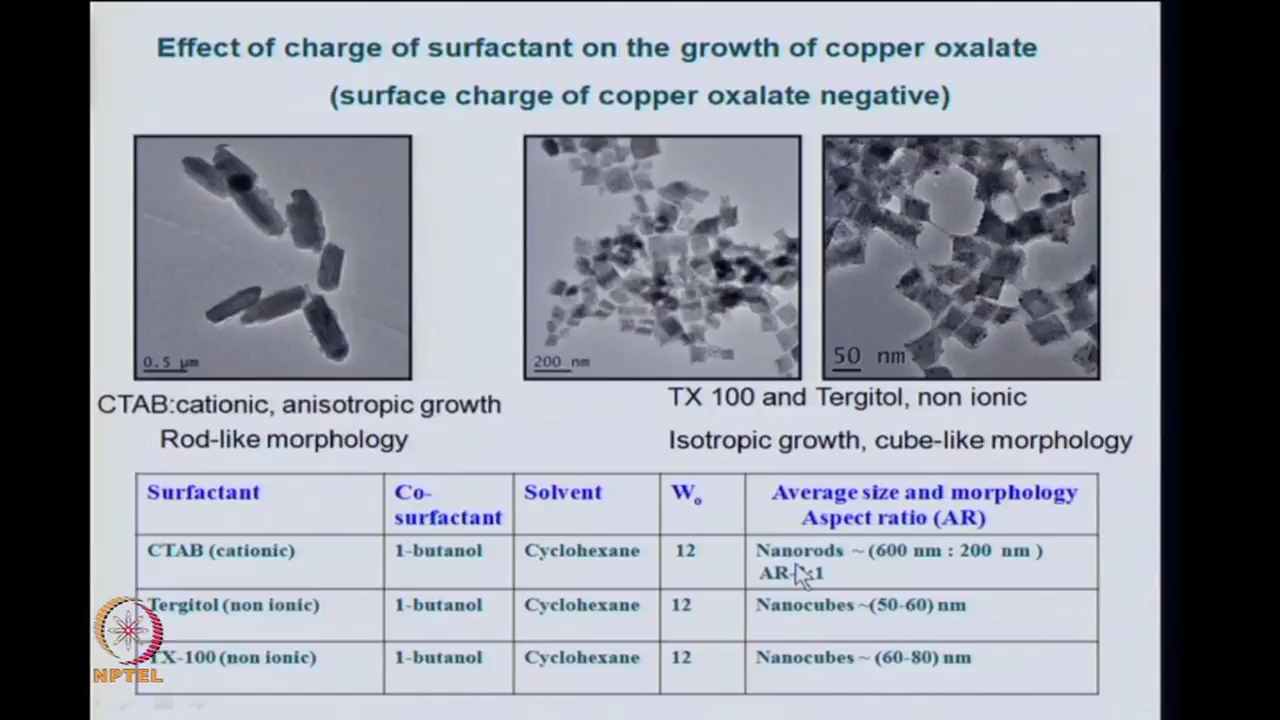 Effect of charge of surfactant on the growth of copper oxalate
(surface charge of copper oxalate negative)
0.5 µm
200 nm
50 nm
CTAB:cationic, anisotropic growth
Rod-like morphology
TX 100 and Tergitol, non ionic
Isotropic growth, cube-like morphology
Surfactant
Co-
surfactant
Solvent
Wo
Average size and morphology
Aspect ratio (AR)
CTAB (cationic)
1-butanol
Cyclohexane
12
Nanorods ~ (600 nm : 200 nm )
AR-
Tergitol (non ionic)
1-butanol
Cyclohexane
12
Nanocubes ~(50-60) nm
TX-100 (non ionic)
1-butanol
Cyclohexane
12
Nanocubes ~ (60-80) nm
NPTEL